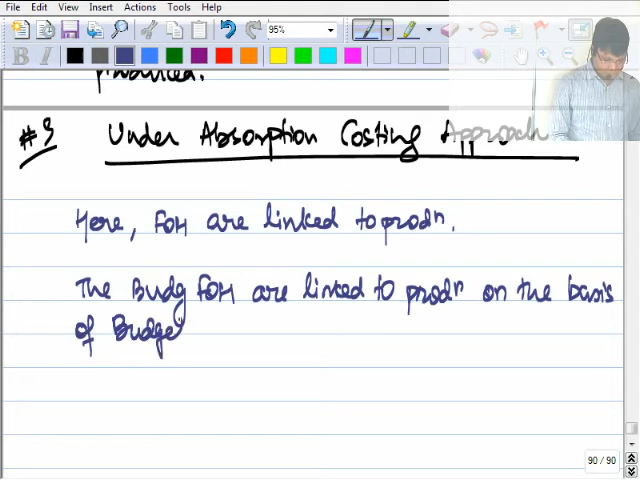 File Edit View Insert Actions Tools Help
95%
B I
produced.
#3 Under Absorption Costing Approach
Here, FOH are linked to prodⁿ.
The Budg FOH are linked to prodⁿ on the basis
of Budge
90 / 90